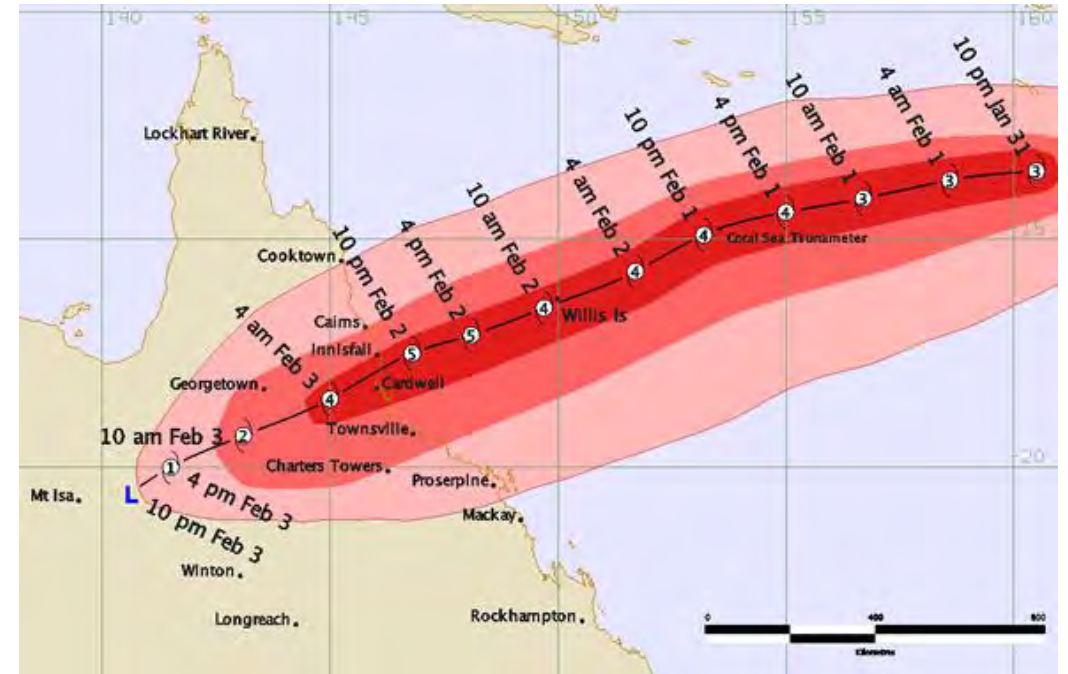 140
145
150
155
160
10 pm Jan 31
4 am Feb 1
10 am Feb 1
4 pm Feb 1
10 pm Feb 1
4 am Feb 2
10 am Feb 2
4 pm Feb 2
10 pm Feb 2
4 am Feb 3
10 am Feb 3
4 pm Feb 3
10 pm Feb 3
3
3
3
4
4
4
4
5
5
4
2
1
L
Lockhart River
Coral Sea Tsunameter
15
Cooktown
Willis Is
Cairns
Innisfail
Georgetown
Cardwell
Townsville
Charters Towers
20
Proserpine
Mt Isa
Mackay
Winton
Longreach
Rockhampton
0
400
800
Kilometres